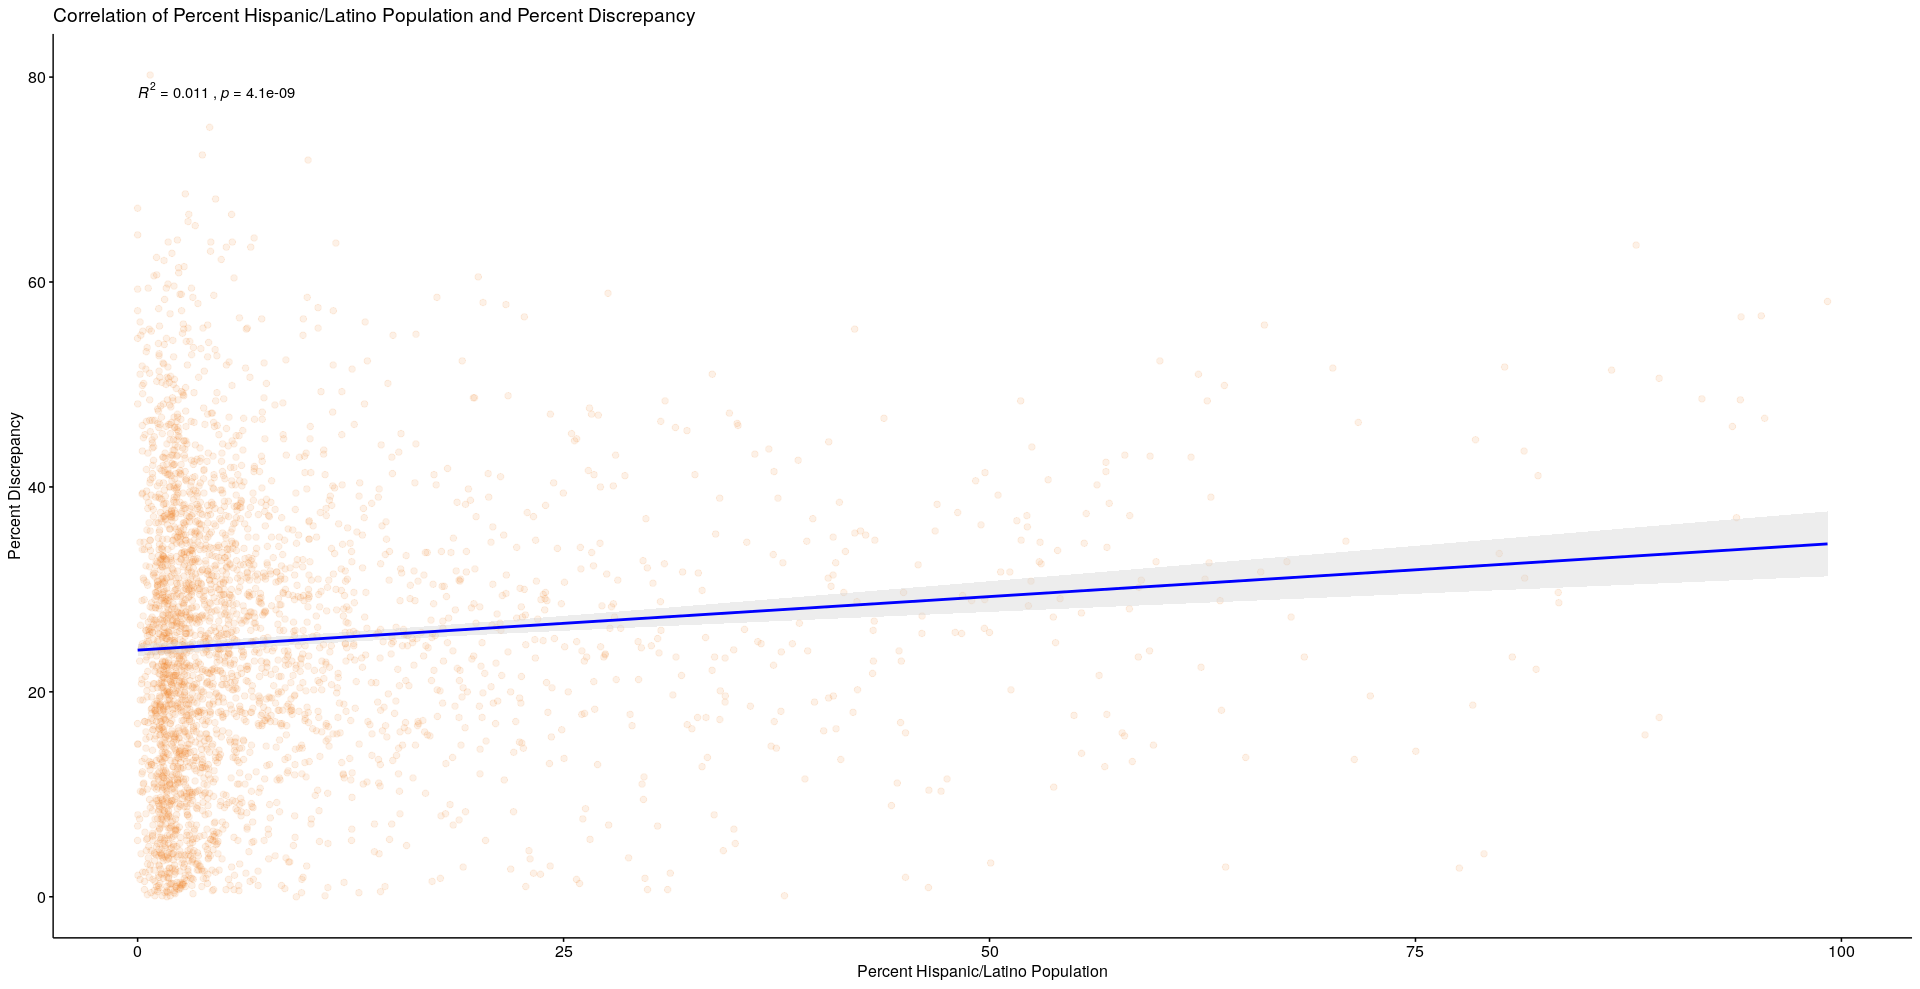 Correlation of Percent Hispanic/Latino Population and Percent Discrepancy
R² = 0.011 , p = 4.1e-09
80
60
40
20
0
Percent Discrepancy
0 25 50 75 100
Percent Hispanic/Latino Population